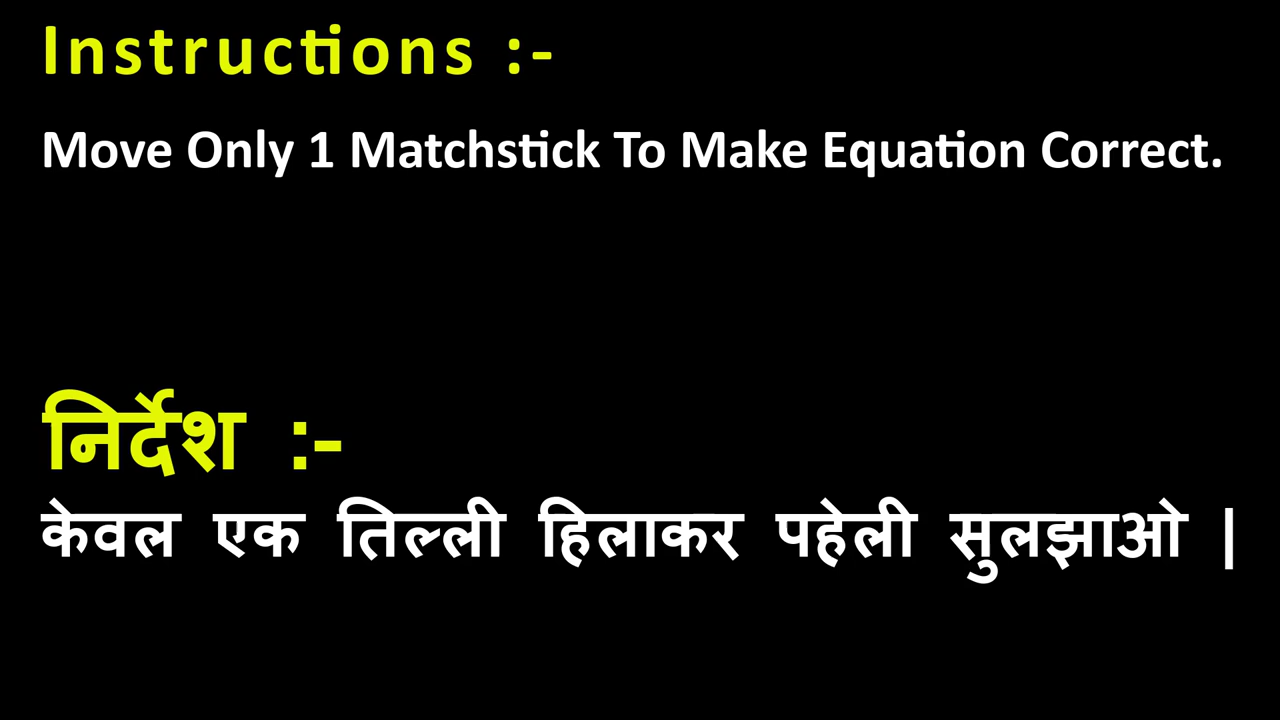 Instructions :-
Move Only 1 Matchstick To Make Equation Correct.
निर्देश :-
केवल एक तिल्ली हिलाकर पहेली सुलझाओ |